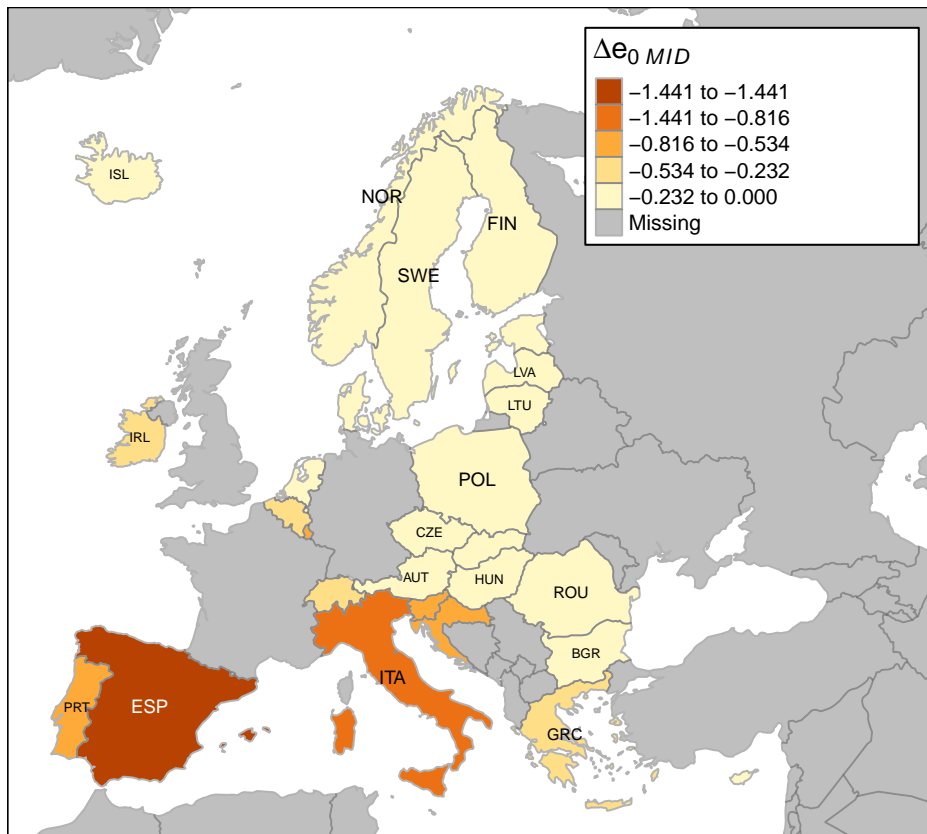 Δe₀ MID
−1.441 to −1.441
−1.441 to −0.816
−0.816 to −0.534
−0.534 to −0.232
−0.232 to 0.000
Missing
ISL
NOR
FIN
SWE
LVA
LTU
IRL
POL
CZE
AUT
HUN
ROU
BGR
ITA
PRT
ESP
GRC